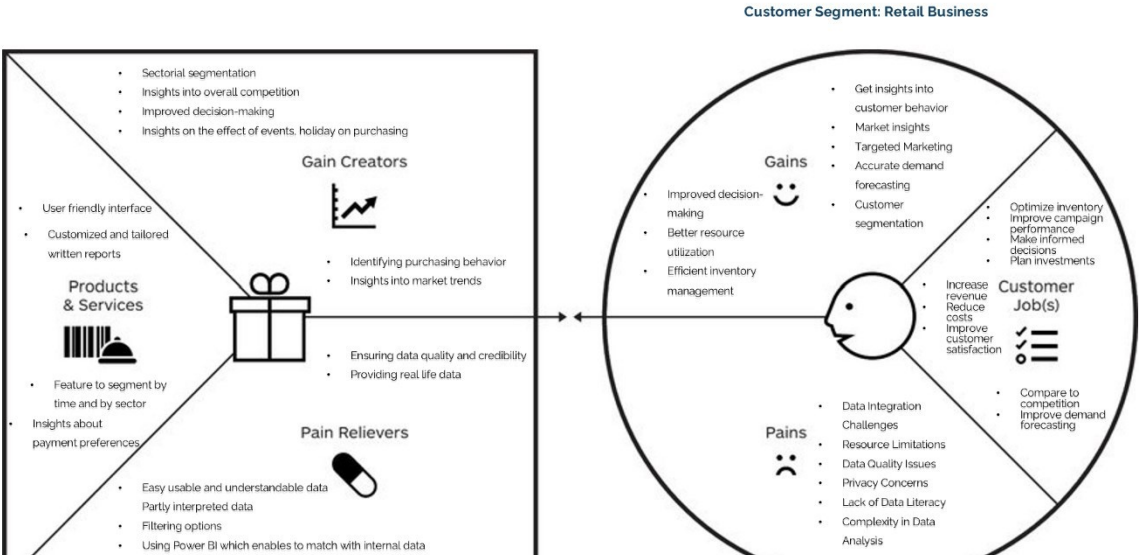 Customer Segment: Retail Business
• Sectorial segmentation
• Insights into overall competition
• Improved decision-making
• Insights on the effect of events, holiday on purchasing
Gain Creators
• Identifying purchasing behavior
• Insights into market trends
• User friendly interface
• Customized and tailored
written reports
Products
& Services
• Feature to segment by
time and by sector
• Insights about
payment preferences
• Ensuring data quality and credibility
• Providing real life data
Pain Relievers
• Easy usable and understandable data
Partly interpreted data
• Filtering options
• Using Power BI which enables to match with internal data
• Get insights into
customer behavior
• Market insights
• Targeted Marketing
• Accurate demand
forecasting
• Customer
segmentation
Gains
• Improved decision-
making
• Better resource
utilization
• Efficient inventory
management
• Optimize inventory
• Improve campaign
performance
• Make informed
decisions
• Plan investments
• Increase
revenue
• Reduce
costs
• Improve
customer
satisfaction
Customer
Job(s)
• Compare to
competition
• Improve demand
forecasting
Pains
• Data Integration
Challenges
• Resource Limitations
• Data Quality Issues
• Privacy Concerns
• Lack of Data Literacy
• Complexity in Data
Analysis